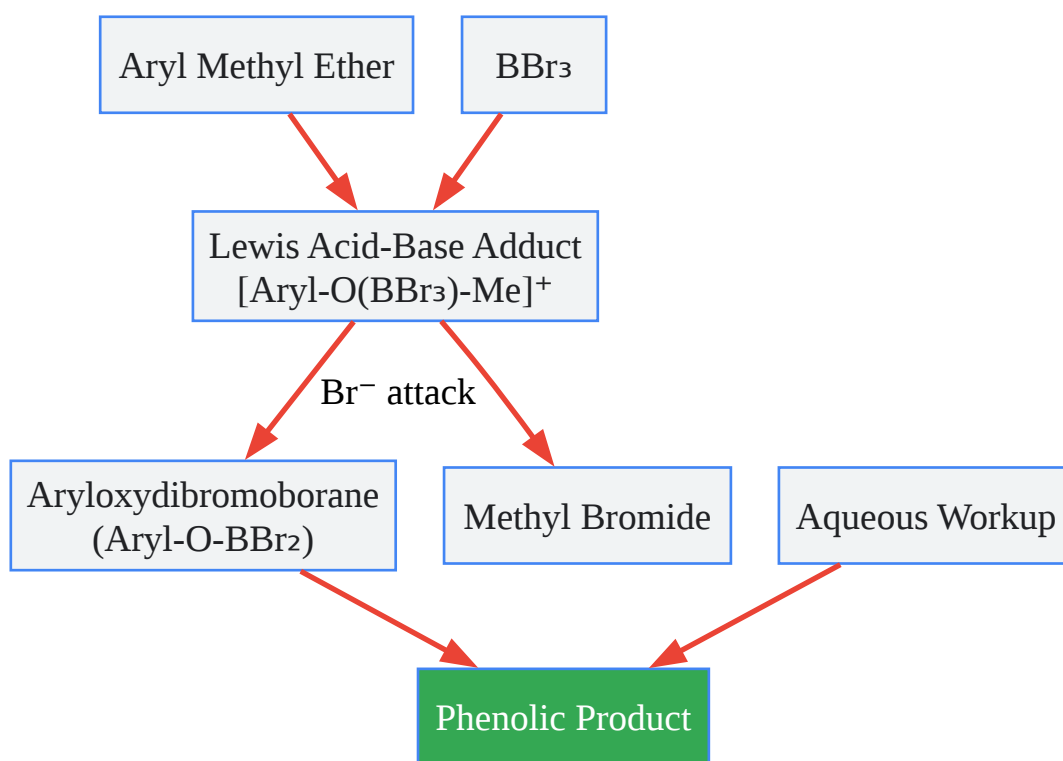 Aryl Methyl Ether
BBr₃
Lewis Acid-Base Adduct
[Aryl-O(BBr₃)-Me]⁺
Br⁻ attack
Aryloxydibromoborane
(Aryl-O-BBr₂)
Methyl Bromide
Aqueous Workup
Phenolic Product